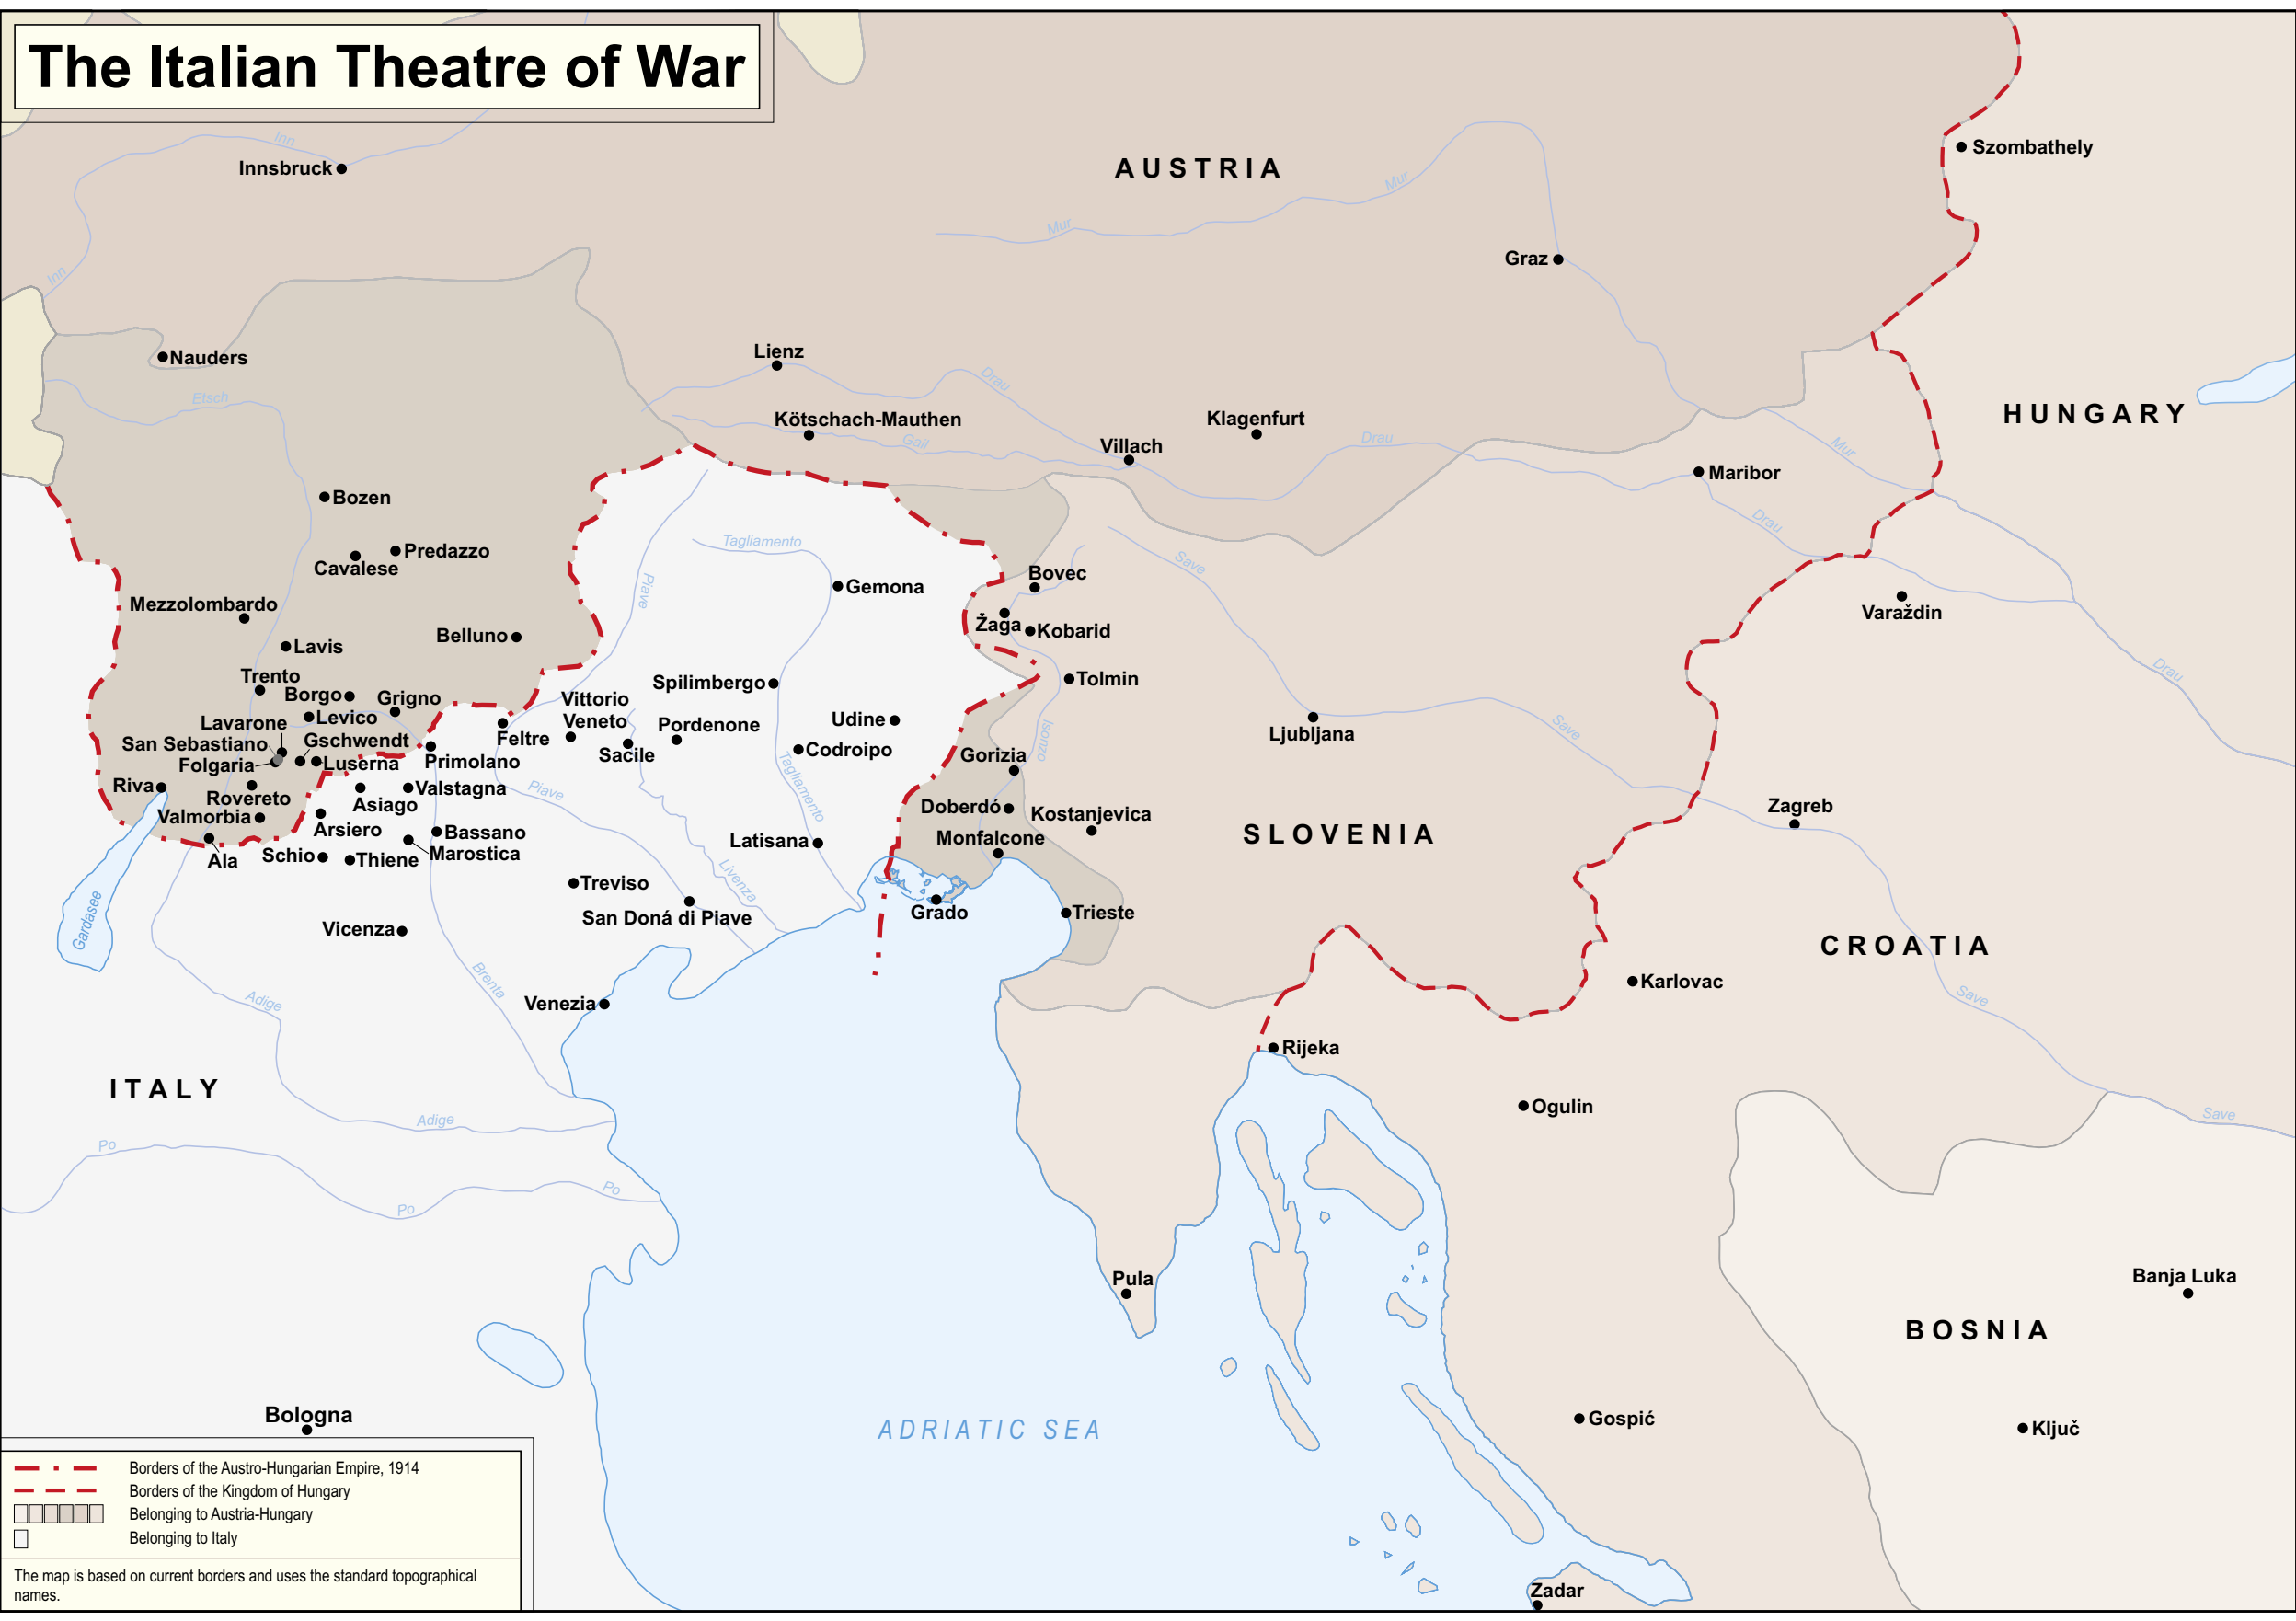 The Italian Theatre of War
Inn
Innsbruck
AUSTRIA
Szombathely
Mur
Mur
Graz
Inn
Nauders
Lienz
Drau
Etsch
Kötschach-Mauthen
Klagenfurt
HUNGARY
Gail
Villach
Drau
Mur
Maribor
Bozen
Drau
Predazzo
Tagliamento
Cavalese
Save
Bovec
Gemona
Piave
Mezzolombardo
Varaždin
Žaga
Kobarid
Belluno
Lavis
Drau
Trento
Spilimbergo
Tolmin
Borgo
Grigno
Vittorio
Veneto
Levico
Lavarone
Pordenone
Udine
Isonzo
Ljubljana
Save
San Sebastiano
Gschwendt
Feltre
Sacile
Codroipo
Gorizia
Folgaria
Luserna
Primolano
Riva
Rovereto
Asiago
Valstagna
Piave
Tagliamento
Doberdó
Kostanjevica
Zagreb
Valmorbia
Arsiero
Bassano
Marostica
Latisana
Monfalcone
SLOVENIA
Ala
Schio
Thiene
Treviso
Livenza
San Doná di Piave
Grado
Trieste
Gardasee
Vicenza
CROATIA
Brenta
Karlovac
Save
Adige
Venezia
Rijeka
ITALY
Ogulin
Adige
Save
Po
Po
Po
Pula
Banja Luka
BOSNIA
Bologna
ADRIATIC SEA
Gospić
Ključ
Borders of the Austro-Hungarian Empire, 1914
Borders of the Kingdom of Hungary
Belonging to Austria-Hungary
Belonging to Italy
The map is based on current borders and uses the standard topographical
names.
Zadar